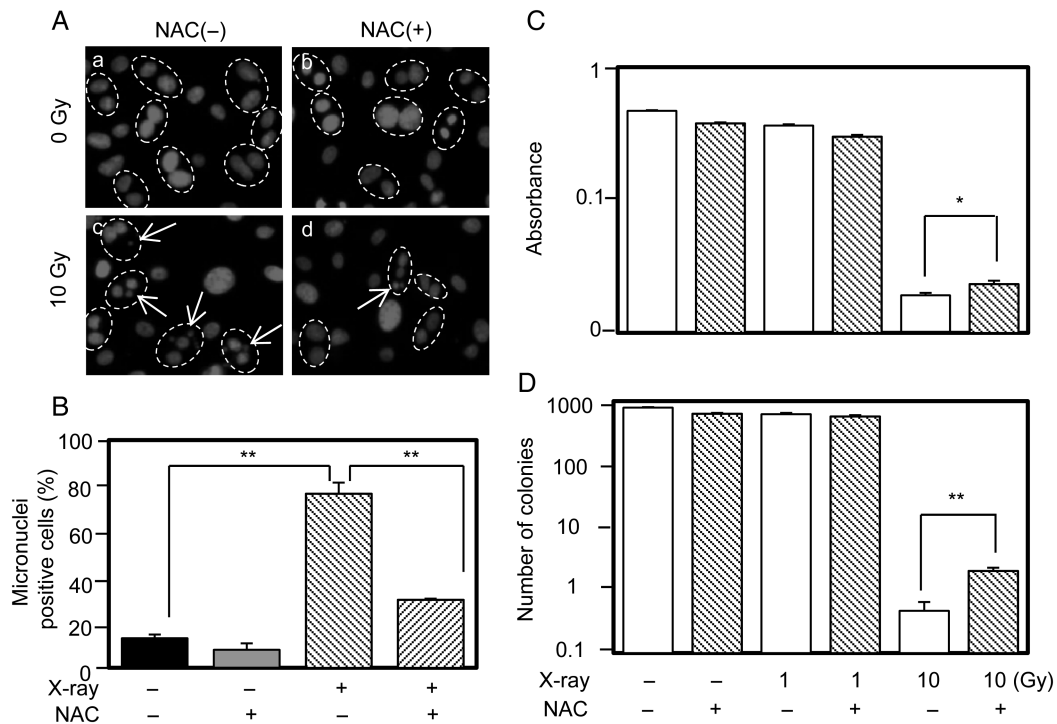 A
NAC(–) NAC(+)
0 Gy
a b
10 Gy
c d
B
Micronuclei
positive cells (%)
100
80
60
40
20
0
** **
X-ray – – + +
NAC – + – +
C
Absorbance
1
0.1
0
*
D
Number of colonies
1000
100
10
1
0.1
**
X-ray – – 1 1 10 10 (Gy)
NAC – + – + – +